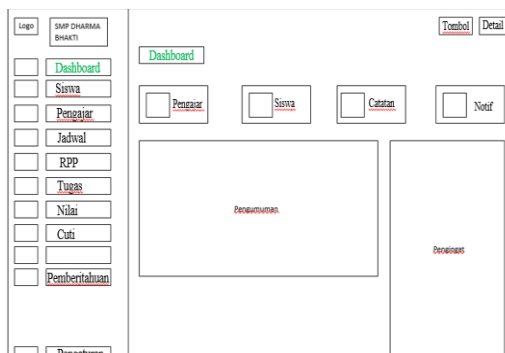 Logo
SMP DHARMA
BHAKTI
Tombol
Detail
Dashboard
Siswa
Pengajar
Jadwal
RPP
Tugas
Nilai
Cuti
Pemberitahuan
Dashboard
Pengajar
Siswa
Catatan
Notif
Pengumuman
Pengingat